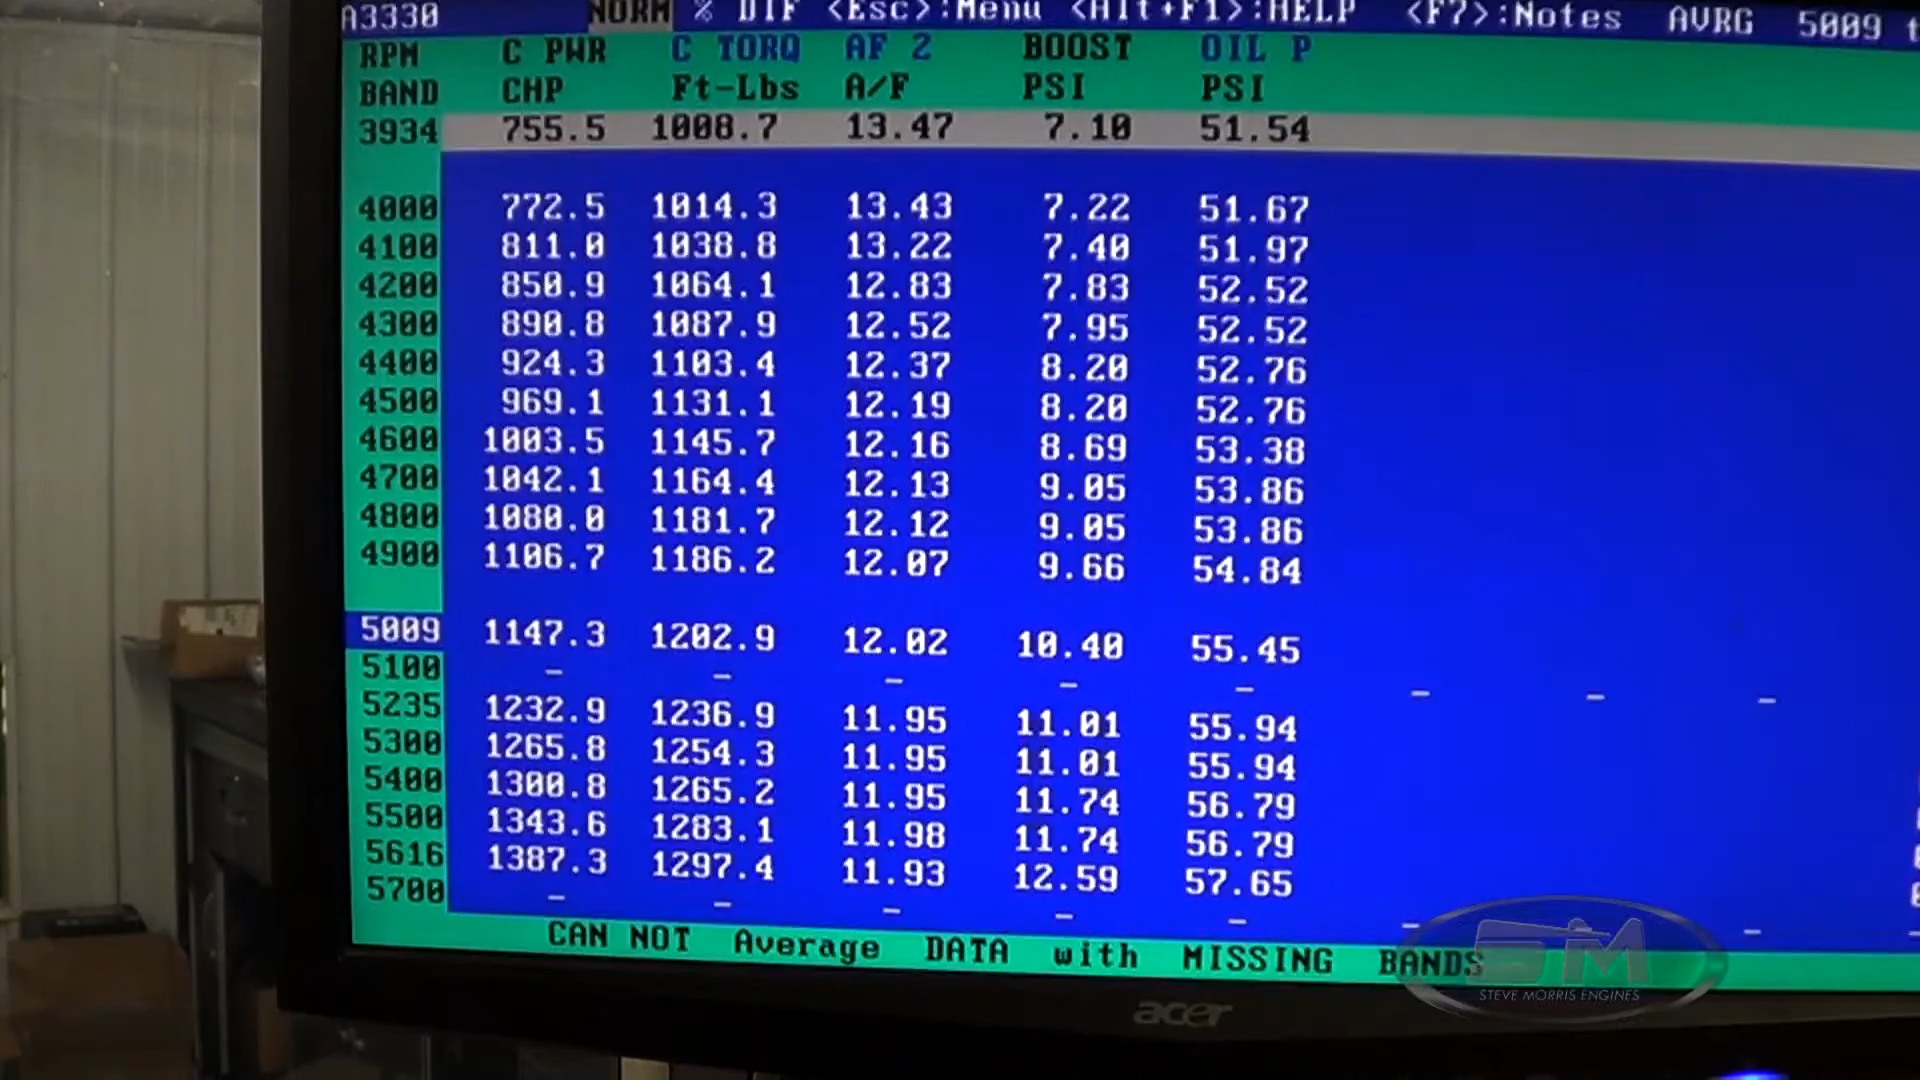 A3330 NORM % DIF <Esc>:Menu <Alt+F1>:HELP <F7>:Notes AVRG 5009 t
RPM C PWR C TORQ AF 2 BOOST OIL P
BAND CHP Ft-Lbs A/F PSI PSI
3934 755.5 1008.7 13.47 7.10 51.54
4000 772.5 1014.3 13.43 7.22 51.67
4100 811.0 1038.8 13.22 7.40 51.97
4200 850.9 1064.1 12.83 7.83 52.52
4300 890.8 1087.9 12.52 7.95 52.52
4400 924.3 1103.4 12.37 8.20 52.76
4500 969.1 1131.1 12.19 8.20 52.76
4600 1003.5 1145.7 12.16 8.69 53.38
4700 1042.1 1164.4 12.13 9.05 53.86
4800 1080.0 1181.7 12.12 9.05 53.86
4900 1106.7 1186.2 12.07 9.66 54.84
5009 1147.3 1202.9 12.02 10.40 55.45
5100 – – – – – – – –
5235 1232.9 1236.9 11.95 11.01 55.94
5300 1265.8 1254.3 11.95 11.01 55.94
5400 1300.8 1265.2 11.95 11.74 56.79
5500 1343.6 1283.1 11.98 11.74 56.79
5616 1387.3 1297.4 11.93 12.59 57.65
5700 – – – – – – – –
CAN NOT Average DATA with MISSING BANDS
SM
STEVE MORRIS ENGINES
acer